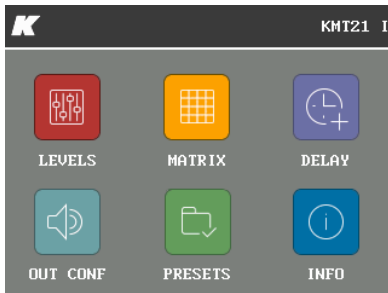 K KMT21 I
LEVELS MATRIX DELAY
OUT CONF PRESETS INFO